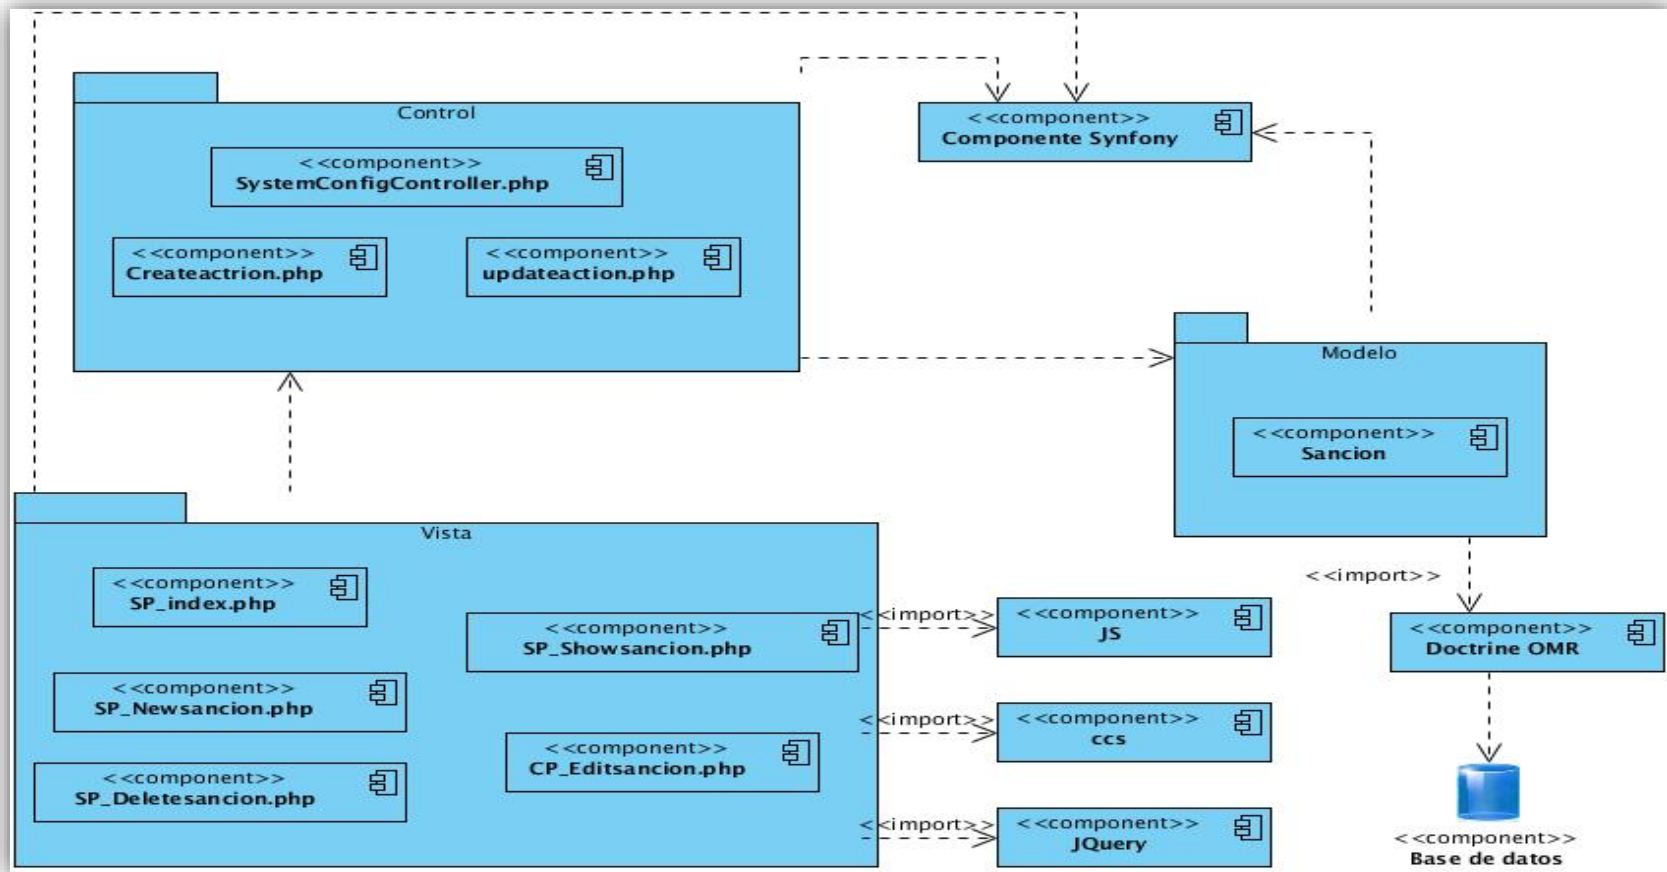 Control
<<component>>
SystemConfigController.php
<<component>>
Createactrion.php
<<component>>
updateaction.php
<<component>>
Componente Synfony
Modelo
<<component>>
Sancion
Vista
<<component>>
SP_index.php
<<component>>
SP_Showsancion.php
<<component>>
SP_Newsancion.php
<<component>>
CP_Editsancion.php
<<component>>
SP_Deletesancion.php
<<import>>
<<component>>
JS
<<import>>
<<component>>
ccs
<<import>>
<<component>>
JQuery
<<import>>
<<component>>
Doctrine OMR
<<component>>
Base de datos